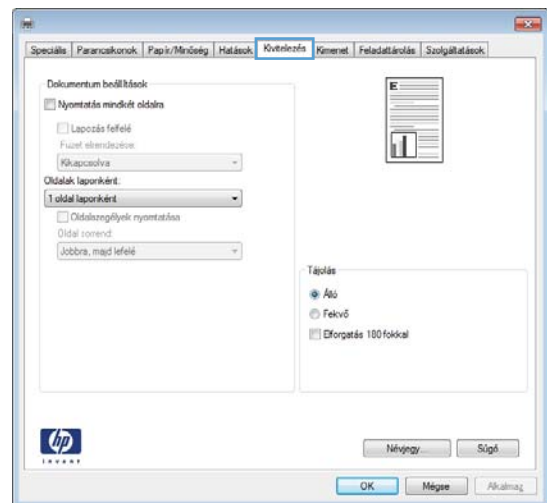 Speciális Parancsikonok Papír/Minőség Hatások Kivitelezés Kimenet Feladattárolás Szolgáltatások
Dokumentum beállítások
Nyomtatás mindkét oldalra
Lapozás felfelé
Füzet elrendezése:
Kikapcsolva
Oldalak laponként:
1 oldal laponként
Oldalszegélyek nyomtatása
Oldal sorrend:
Jobbra, majd lefelé
E
Tájolás
Álló
Fekvő
Elforgatás 180 fokkal
hp
invent
Névjegy... Súgó
OK Mégse Alkalmaz